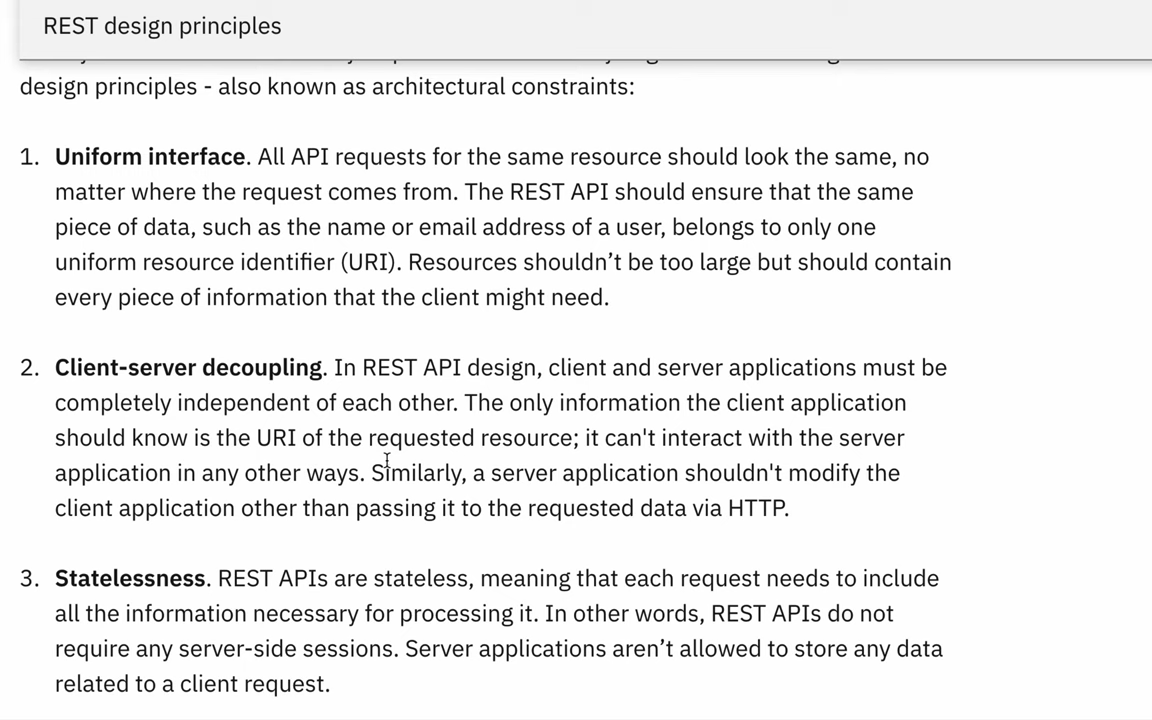 REST design principles
design principles - also known as architectural constraints:
1. Uniform interface. All API requests for the same resource should look the same, no
matter where the request comes from. The REST API should ensure that the same
piece of data, such as the name or email address of a user, belongs to only one
uniform resource identifier (URI). Resources shouldn’t be too large but should contain
every piece of information that the client might need.
2. Client-server decoupling. In REST API design, client and server applications must be
completely independent of each other. The only information the client application
should know is the URI of the requested resource; it can't interact with the server
application in any other ways. Similarly, a server application shouldn't modify the
client application other than passing it to the requested data via HTTP.
3. Statelessness. REST APIs are stateless, meaning that each request needs to include
all the information necessary for processing it. In other words, REST APIs do not
require any server-side sessions. Server applications aren’t allowed to store any data
related to a client request.